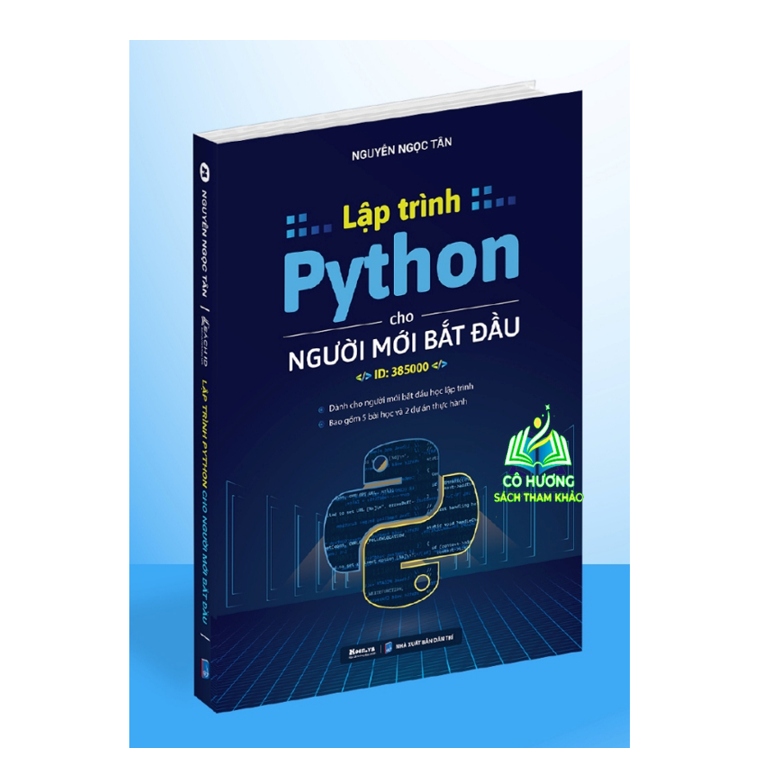 NGUYỄN NGỌC TÂN
Lập trình
Python
cho
NGƯỜI MỚI BẮT ĐẦU
</> ID: 385000 </>
Dành cho người mới bắt đầu học lập trình
Bao gồm 5 bài học và 2 dự án thực hành
CÔ HƯƠNG
SÁCH THAM KHẢO
NHÀ XUẤT BẢN DÂN TRÍ
NGUYỄN NGỌC TÂN
LẬP TRÌNH PYTHON CHO NGƯỜI MỚI BẮT ĐẦU